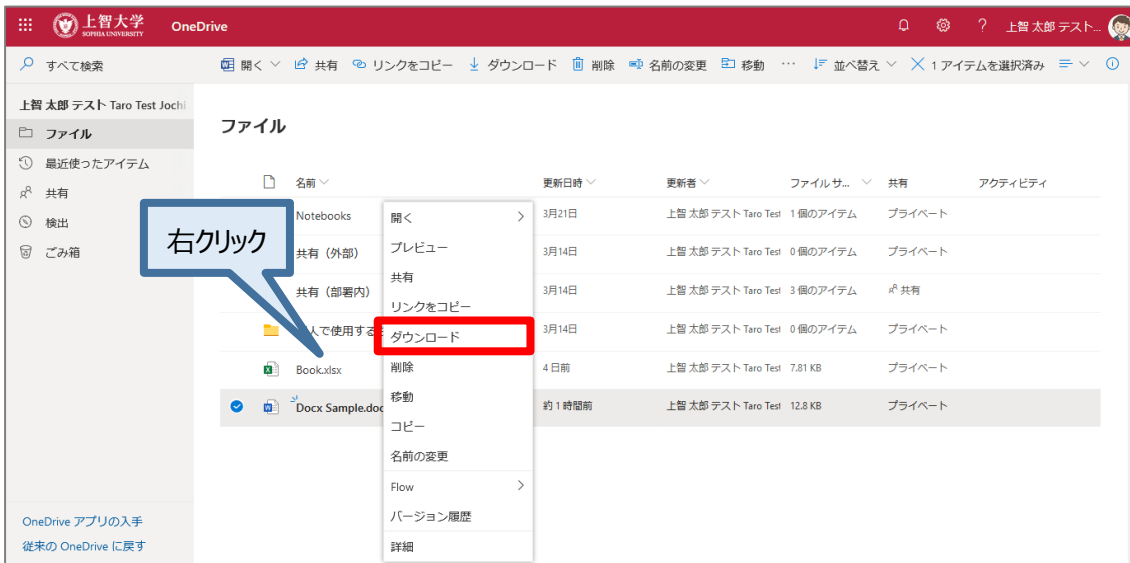 上智大学 SOPHIA UNIVERSITY OneDrive ? 上智 太郎 テスト...
すべて検索 開く 共有 リンクをコピー ダウンロード 削除 名前の変更 移動 … 並べ替え 1 アイテムを選択済み
上智 太郎 テスト Taro Test Jochi
ファイル
最近使ったアイテム
共有
検出
ごみ箱
OneDrive アプリの入手
従来の OneDrive に戻す
ファイル
名前 更新日時 更新者 ファイル サ... 共有 アクティビティ
Notebooks 3月21日 上智 太郎 テスト Taro Test 1 個のアイテム プライベート
共有（外部） 3月14日 上智 太郎 テスト Taro Test 0 個のアイテム プライベート
共有（部署内） 3月14日 上智 太郎 テスト Taro Test 3 個のアイテム 共有
人で使用する 3月14日 上智 太郎 テスト Taro Test 0 個のアイテム プライベート
Book.xlsx 4 日前 上智 太郎 テスト Taro Test 7.81 KB プライベート
Docx Sample.doc 約 1 時間前 上智 太郎 テスト Taro Test 12.8 KB プライベート
右クリック
開く
プレビュー
共有
リンクをコピー
ダウンロード
削除
移動
コピー
名前の変更
Flow
バージョン履歴
詳細